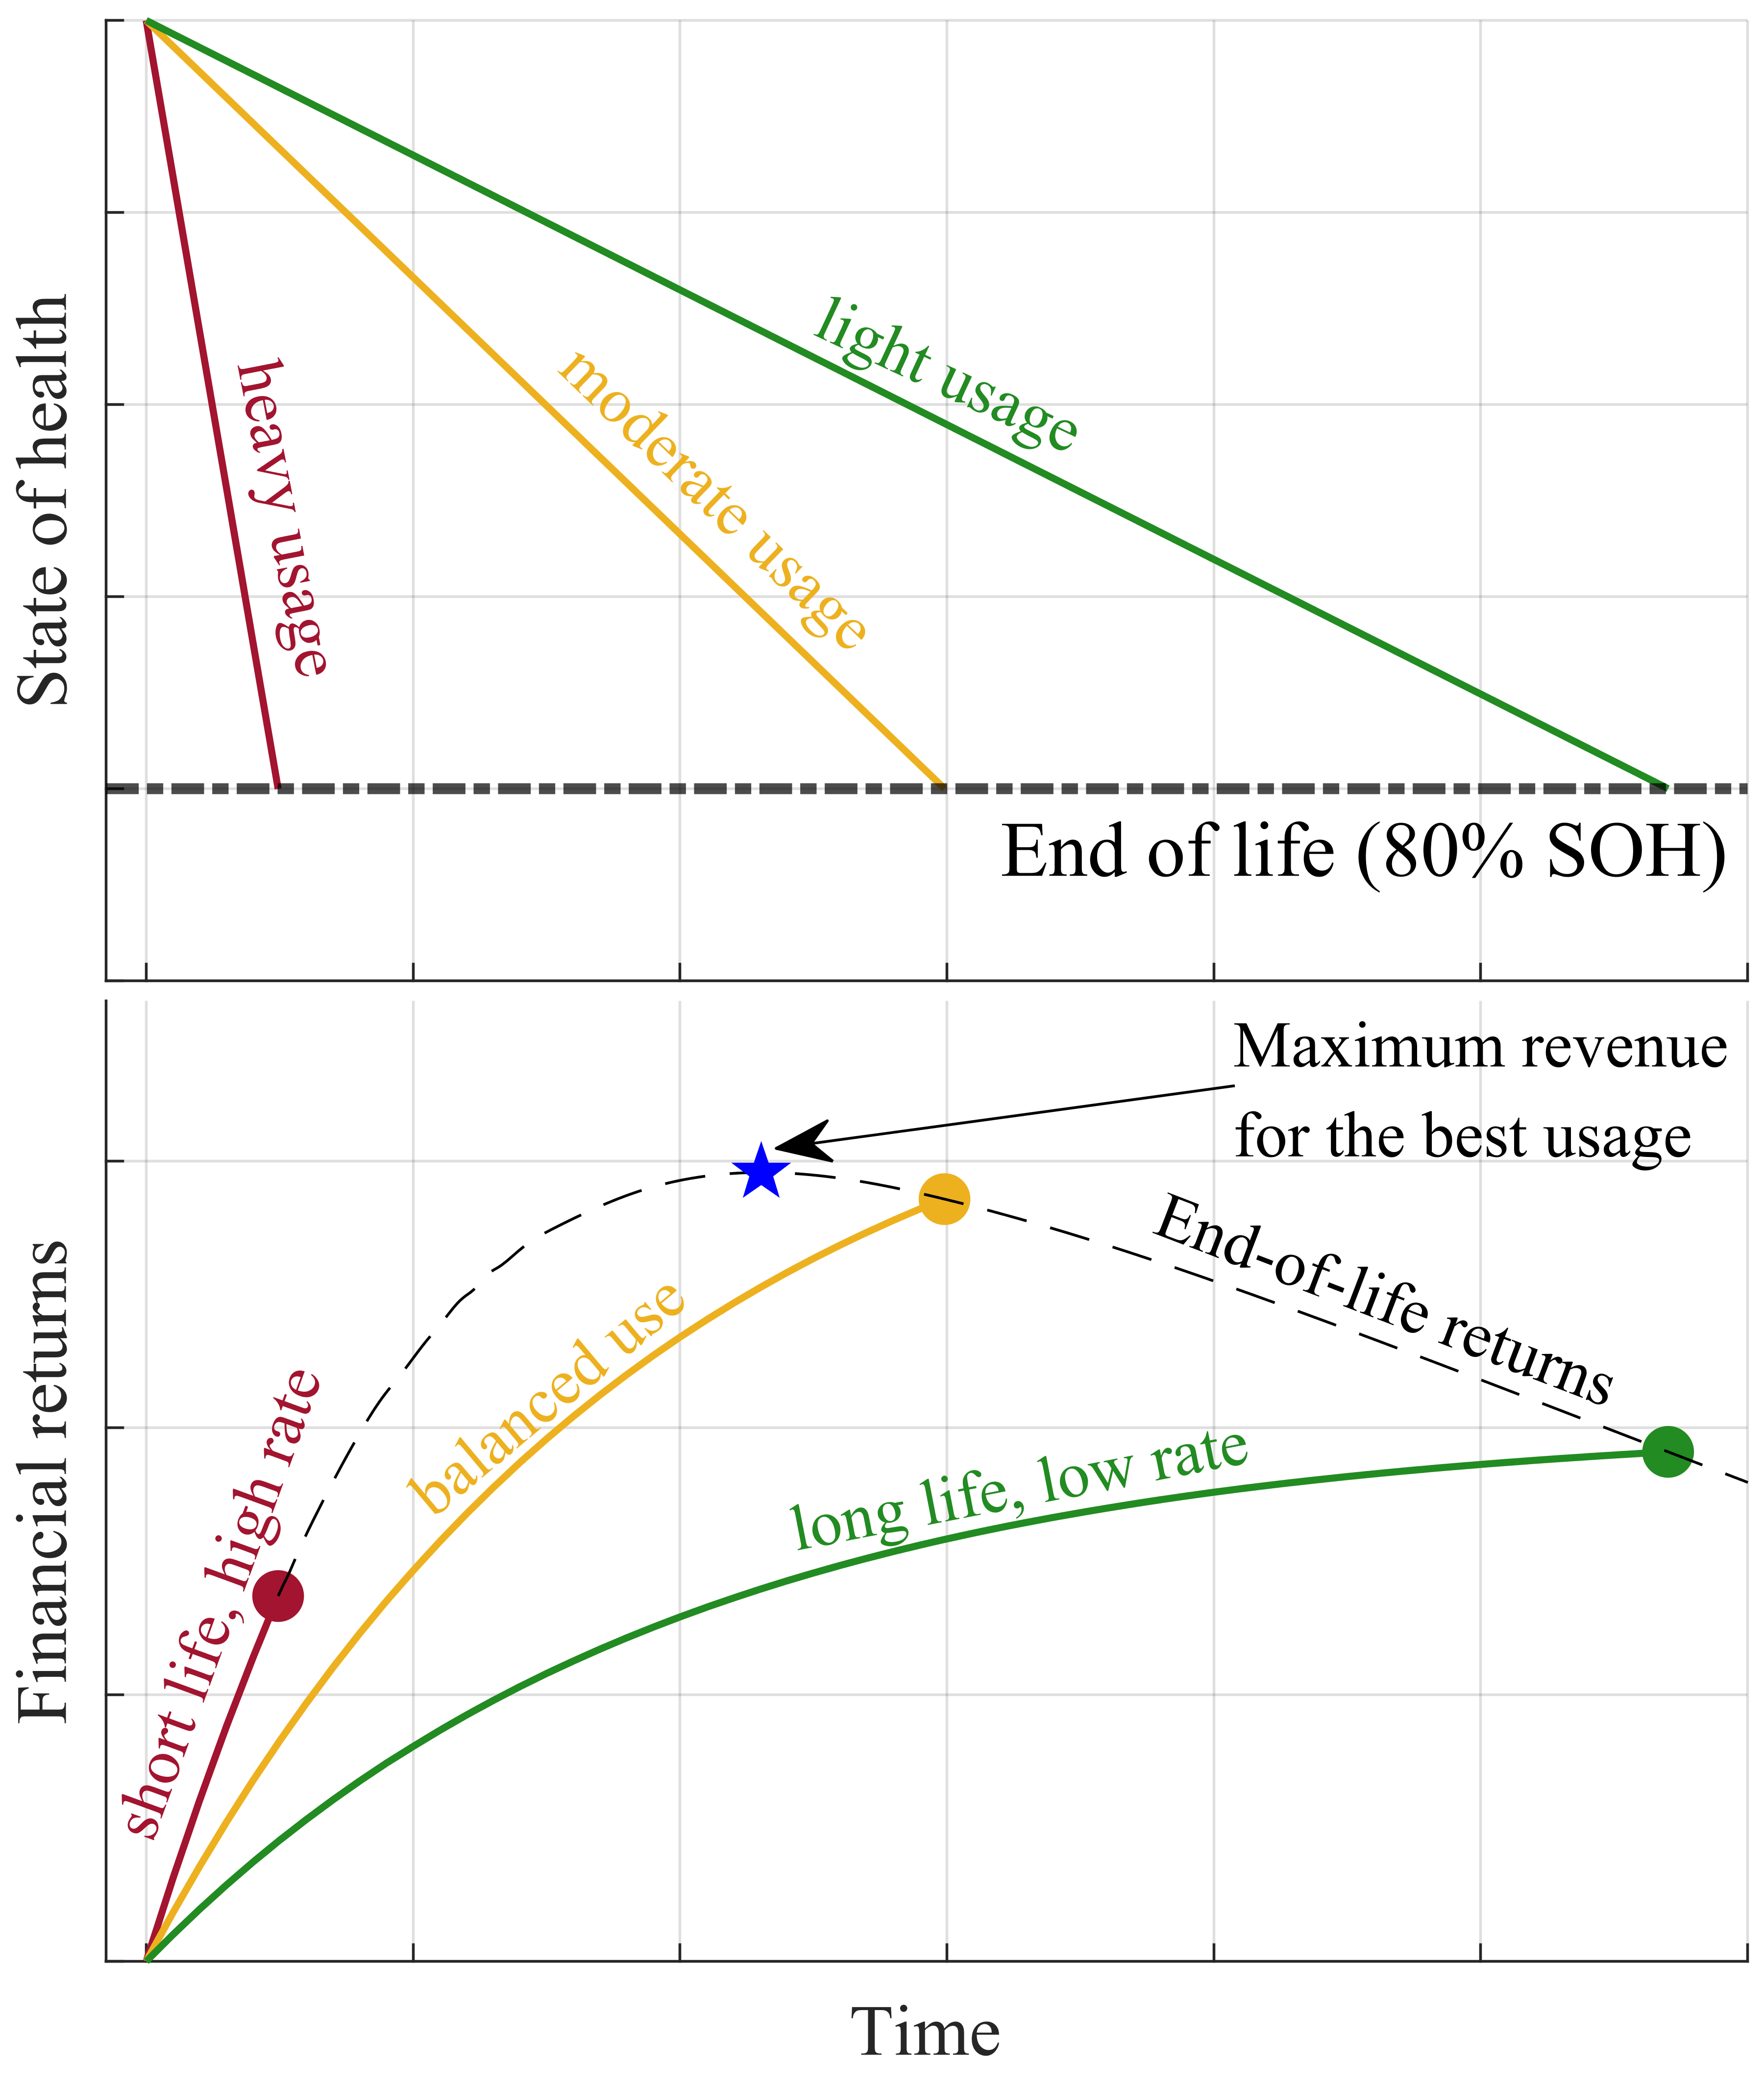 State of health
heavy usage
moderate usage
light usage
End of life (80% SOH)
Financial returns
Maximum revenue
for the best usage
End-of-life returns
short life, high rate
balanced use
long life, low rate
Time